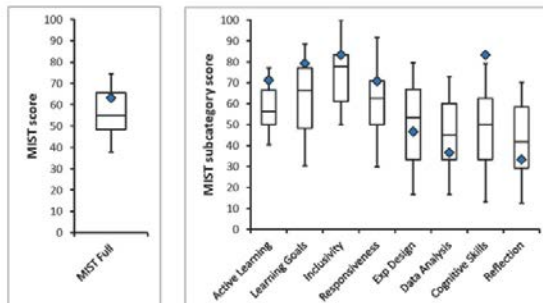 MIST score
100
90
80
70
60
50
40
30
20
10
0
MIST Full
MIST subcategory score
100
90
80
70
60
50
40
30
20
10
0
Active Learning
Learning Goals
Inclusivity
Responsiveness
Exp Design
Data Analysis
Cognitive Skills
Reflection